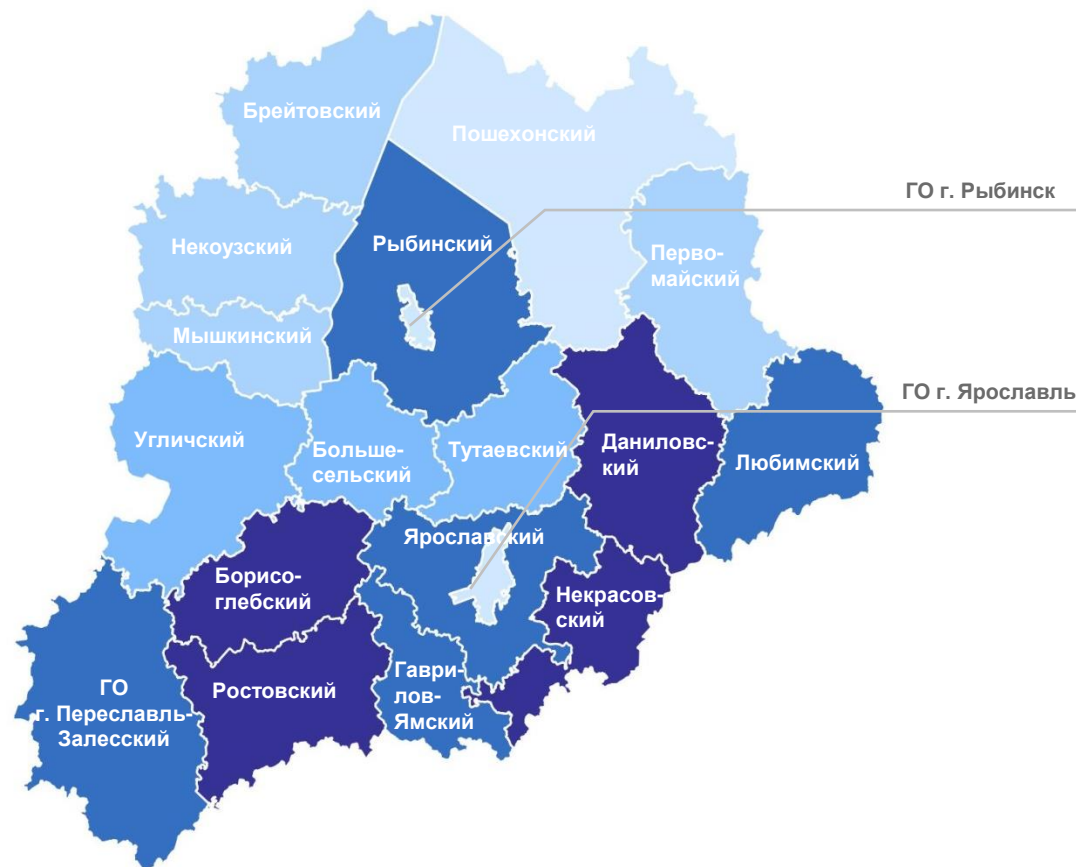 Брейтовский
Пошехонский
ГО г. Рыбинск
Некоузский
Рыбинский
Перво-
майский
Мышкинский
ГО г. Ярославль
Угличский
Больше-
сельский
Тутаевский
Даниловс-
кий
Любимский
Ярославский
Борисо-
глебский
Некрасов-
ский
ГО
г. Переславль-
Залесский
Ростовский
Гаври-
лов-
Ямский